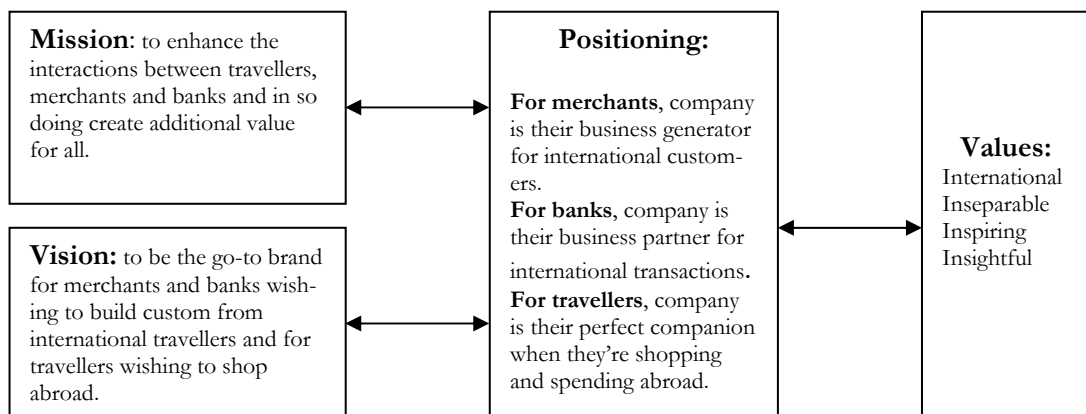 Mission: to enhance the
interactions between travellers,
merchants and banks and in so
doing create additional value
for all.
Vision: to be the go-to brand
for merchants and banks wish-
ing to build custom from
international travellers and for
travellers wishing to shop
abroad.
Positioning:
For merchants, company
is their business generator
for international custom-
ers.
For banks, company is
their business partner for
international transactions.
For travellers, company
is their perfect companion
when they’re shopping
and spending abroad.
Values:
International
Inseparable
Inspiring
Insightful